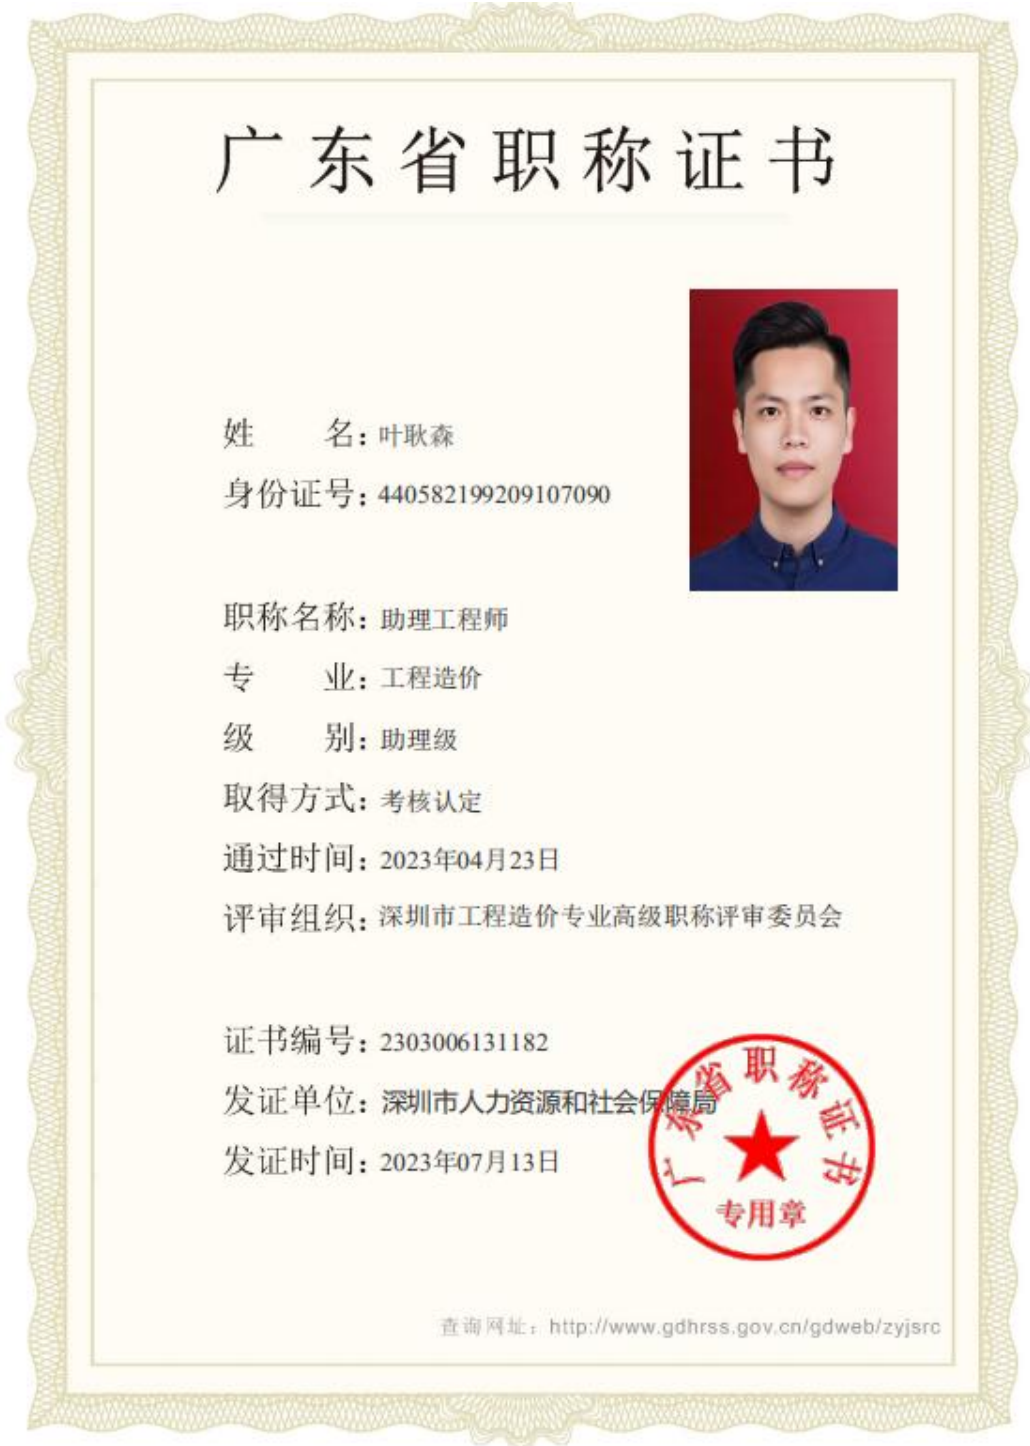 广东省职称证书
姓 名：叶耿森
身份证号：440582199209107090
职称名称：助理工程师
专 业：工程造价
级 别：助理级
取得方式：考核认定
通过时间：2023年04月23日
评审组织：深圳市工程造价专业高级职称评审委员会
证书编号：2303006131182
发证单位：深圳市人力资源和社会保障局
发证时间：2023年07月13日
广东省职称证书
专用章
查询网址：http://www.gdhrss.gov.cn/gdweb/zyjsrc